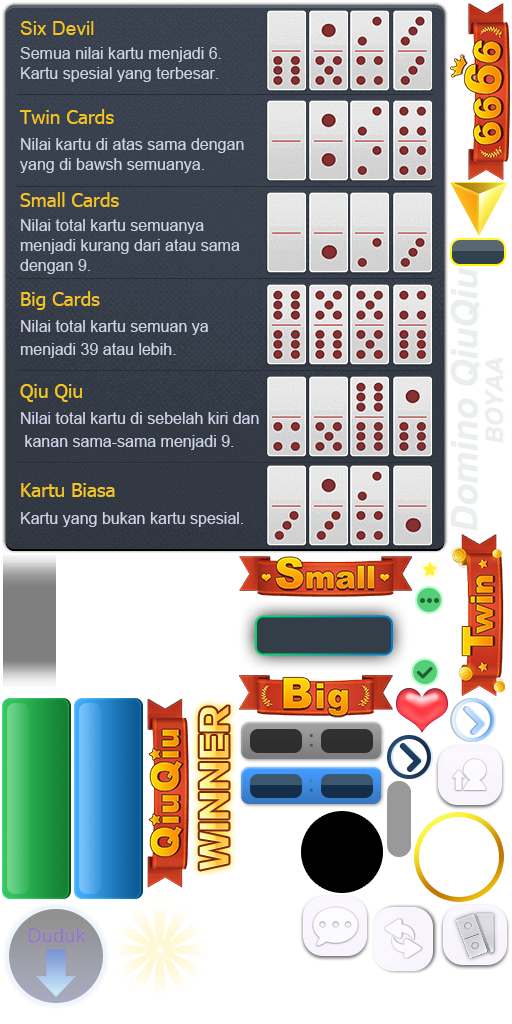 Six Devil
Semua nilai kartu menjadi 6.
Kartu spesial yang terbesar.
Twin Cards
Nilai kartu di atas sama dengan
yang di bawsh semuanya.
Small Cards
Nilai total kartu semuanya
menjadi kurang dari atau sama
dengan 9.
Big Cards
Nilai total kartu semuan ya
menjadi 39 atau lebih.
Qiu Qiu
Nilai total kartu di sebelah kiri dan
kanan sama-sama menjadi 9.
Kartu Biasa
Kartu yang bukan kartu spesial.
6666
Domino QiuQiu
BOYAA
Small
Twin
Big
QiuQiu
WINNER
Duduk